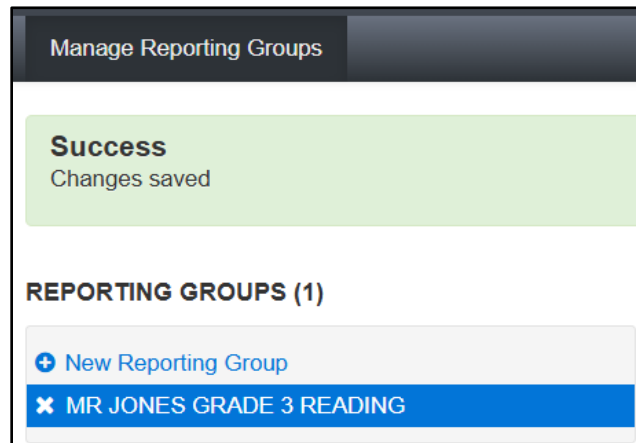 Manage Reporting Groups
Success
Changes saved
REPORTING GROUPS (1)
New Reporting Group
MR JONES GRADE 3 READING